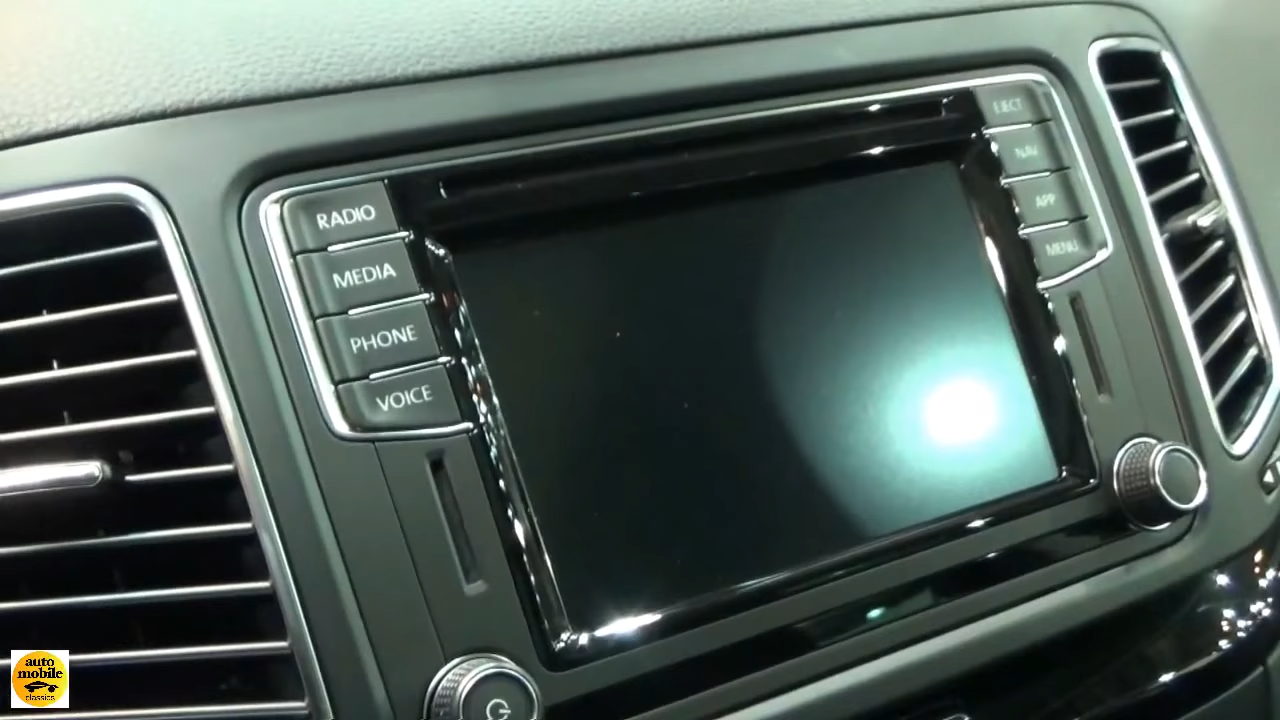 RADIO
MEDIA
PHONE
VOICE
EJECT
NAV
APP
MENU
auto
mobile
classics